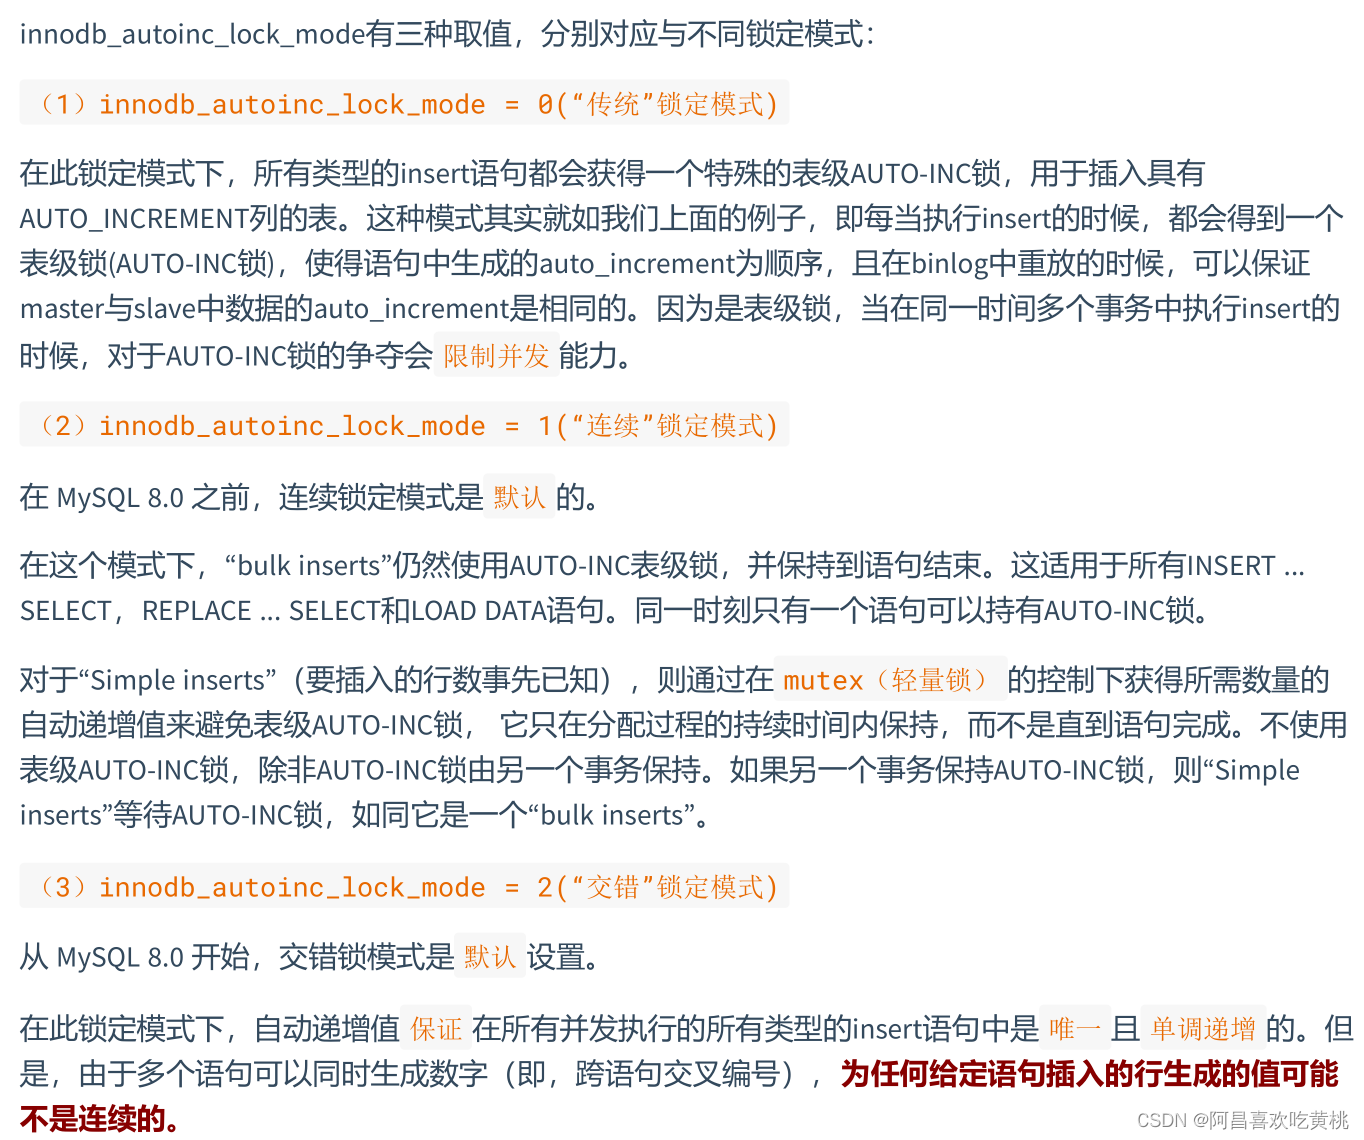 innodb_autoinc_lock_mode有三种取值，分别对应与不同锁定模式：
（1）innodb_autoinc_lock_mode = 0(“传统”锁定模式)
在此锁定模式下，所有类型的insert语句都会获得一个特殊的表级AUTO-INC锁，用于插入具有
AUTO_INCREMENT列的表。这种模式其实就如我们上面的例子，即每当执行insert的时候，都会得到一个
表级锁(AUTO-INC锁)，使得语句中生成的auto_increment为顺序，且在binlog中重放的时候，可以保证
master与slave中数据的auto_increment是相同的。因为是表级锁，当在同一时间多个事务中执行insert的
时候，对于AUTO-INC锁的争夺会 限制并发 能力。
（2）innodb_autoinc_lock_mode = 1(“连续”锁定模式)
在 MySQL 8.0 之前，连续锁定模式是 默认 的。
在这个模式下，“bulk inserts”仍然使用AUTO-INC表级锁，并保持到语句结束。这适用于所有INSERT ...
SELECT，REPLACE ... SELECT和LOAD DATA语句。同一时刻只有一个语句可以持有AUTO-INC锁。
对于“Simple inserts”（要插入的行数事先已知），则通过在 mutex（轻量锁） 的控制下获得所需数量的
自动递增值来避免表级AUTO-INC锁， 它只在分配过程的持续时间内保持，而不是直到语句完成。不使用
表级AUTO-INC锁，除非AUTO-INC锁由另一个事务保持。如果另一个事务保持AUTO-INC锁，则“Simple
inserts”等待AUTO-INC锁，如同它是一个“bulk inserts”。
（3）innodb_autoinc_lock_mode = 2(“交错”锁定模式)
从 MySQL 8.0 开始，交错锁模式是 默认 设置。
在此锁定模式下，自动递增值 保证 在所有并发执行的所有类型的insert语句中是 唯一 且 单调递增 的。但
是，由于多个语句可以同时生成数字（即，跨语句交叉编号），为任何给定语句插入的行生成的值可能
不是连续的。
CSDN @阿昌喜欢吃黄桃